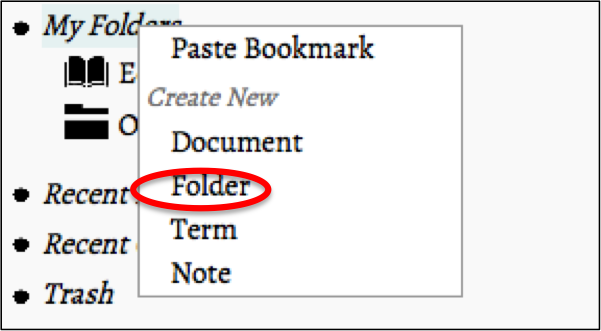 My Folders
Paste Bookmark
E
Create New
O
Document
Folder
Recent
Term
Recent
Note
Trash